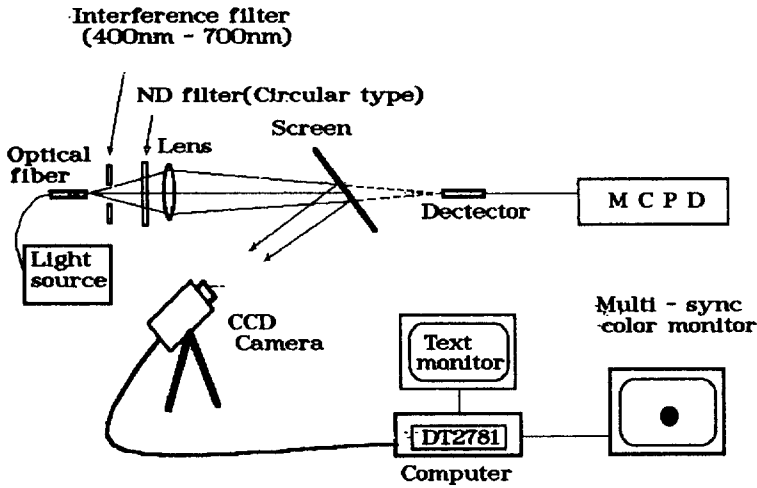 Interference filter
(400nm - 700nm)
ND filter(Circular type)
Screen
Lens
Optical
fiber
Dectector
M C P D
Light
source
CCD
Camera
Text
monitor
Multi - sync
color monitor
DT2781
Computer